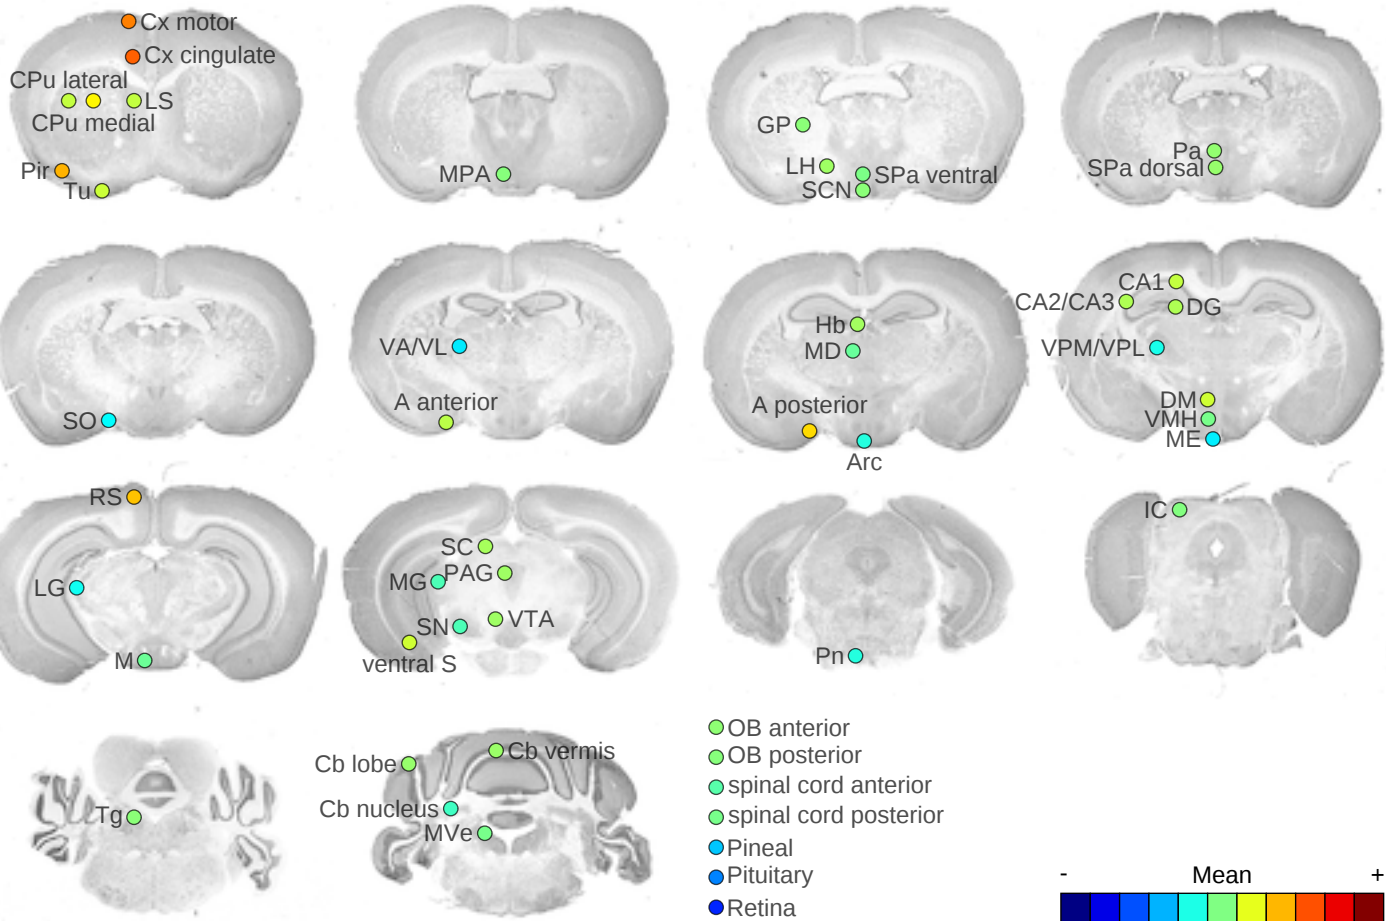 Cx motor
Cx cingulate
CPu lateral
LS
CPu medial
Pir
Tu
MPA
GP
LH
SPa ventral
SCN
Pa
SPa dorsal
SO
VA/VL
A anterior
Hb
MD
A posterior
Arc
CA1
CA2/CA3
DG
VPM/VPL
DM
VMH
ME
RS
LG
M
SC
MG
PAG
SN
VTA
ventral S
Pn
IC
Tg
Cb lobe
Cb vermis
Cb nucleus
MVe
OB anterior
OB posterior
spinal cord anterior
spinal cord posterior
Pineal
Pituitary
Retina
- Mean +